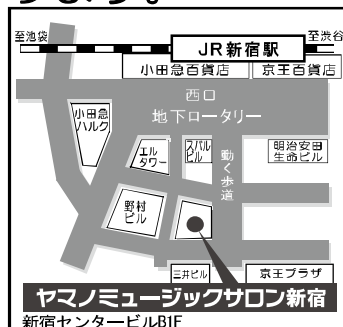 至池袋
至渋谷
JR新宿駅
小田急百貨店
京王百貨店
西口
地下ロータリー
小田急
ハルク
エル
タワー
スバル
ビル
動く歩道
明治安田
生命ビル
野村
ビル
三井ビル
京王プラザ
ヤマノミュージックサロン新宿
新宿センタービルB1F